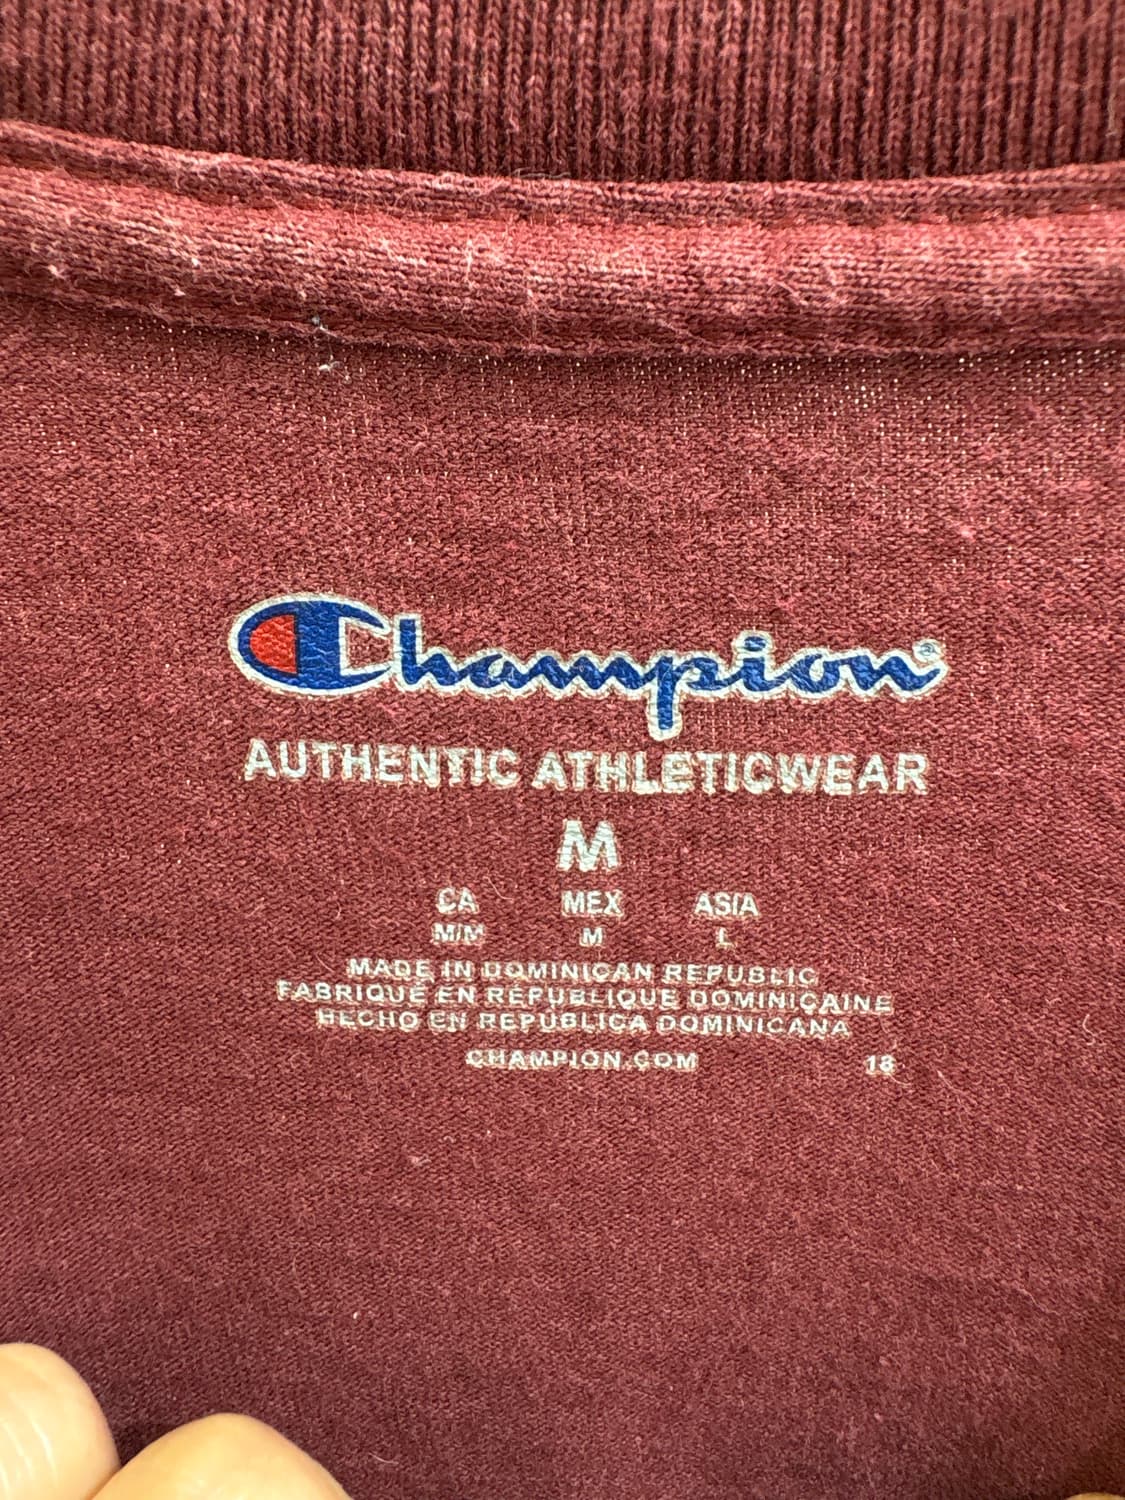 Champion®
AUTHENTIC ATHLETICWEAR
M
CA MEX ASIA
M/M M L
MADE IN DOMINICAN REPUBLIC
FABRIQUÉ EN RÉPUBLIQUE DOMINICAINE
HECHO EN REPÚBLICA DOMINICANA
CHAMPION.COM 18